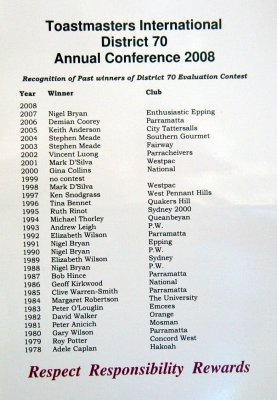 Toastmasters International
District 70
Annual Conference 2008
Recognition of Past winners of District 70 Evaluation Contest
Year Winner Club
2008
2007 Nigel Bryan Enthusiastic Epping
2006 Demian Coorey Parramatta
2005 Keith Anderson City Tattersalls
2004 Stephen Meade Southern Gourmet
2003 Stephen Meade Fairway
2002 Vincent Luong Parracheivers
2001 Mark D'Silva Westpac
2000 Gina Collins National
1999 no contest
1998 Mark D'Silva Westpac
1997 Ken Snodgrass West Pennant Hills
1996 Tina Bennet Quakers Hill
1995 Ruth Rinot Sydney 2000
1994 Michael Thorley Queanbeyan
1993 Andrew Leigh P.W.
1992 Elizabeth Wilson Parramatta
1991 Nigel Bryan Epping
1990 Nigel Bryan P.W.
1989 Elizabeth Wilson Sydney
1988 Nigel Bryan P.W.
1987 Bob Hince Parramatta
1986 Geoff Kirkwood National
1985 Clive Warren-Smith Parramatta
1984 Margaret Robertson The University
1983 Peter O'Louglin Emcees
1982 David Walker Orange
1981 Peter Anicich Mosman
1980 Gary Wilson Parramatta
1979 Roy Potter Concord West
1978 Adele Caplan Hakoah
Respect Responsibility Rewards